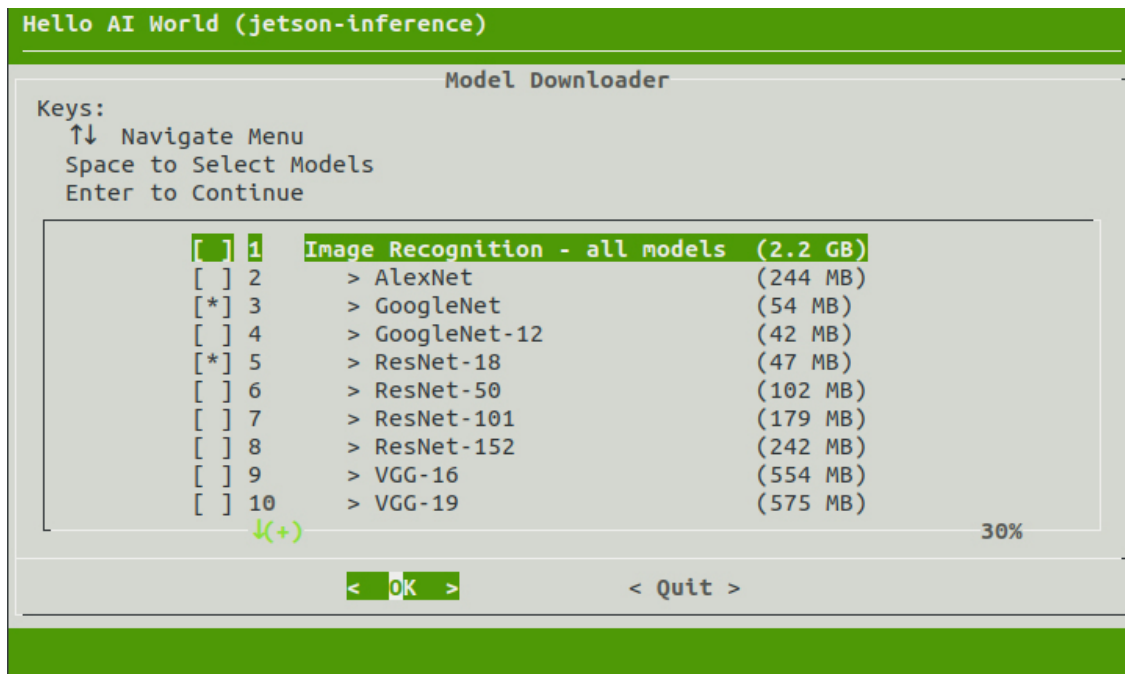 Hello AI World (jetson-inference)
Model Downloader
Keys:
↑↓ Navigate Menu
Space to Select Models
Enter to Continue
[ ] 1 Image Recognition - all models (2.2 GB)
[ ] 2 > AlexNet (244 MB)
[*] 3 > GoogleNet (54 MB)
[ ] 4 > GoogleNet-12 (42 MB)
[*] 5 > ResNet-18 (47 MB)
[ ] 6 > ResNet-50 (102 MB)
[ ] 7 > ResNet-101 (179 MB)
[ ] 8 > ResNet-152 (242 MB)
[ ] 9 > VGG-16 (554 MB)
[ ] 10 > VGG-19 (575 MB)
↓(+) 30%
< OK > < Quit >